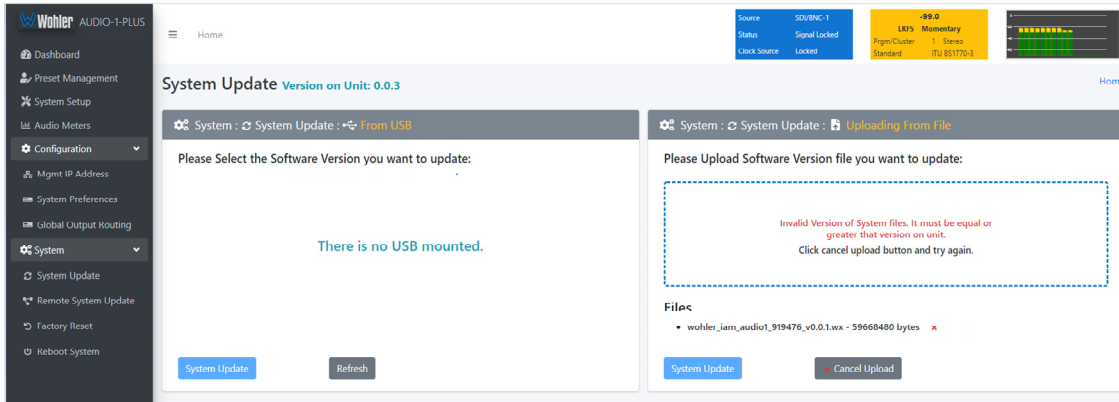 Wohler AUDIO-1-PLUS
Dashboard
Preset Management
System Setup
Audio Meters
Configuration
Mgmt IP Address
System Preferences
Global Output Routing
System
System Update
Remote System Update
Factory Reset
Reboot System
Home
Source SDI/BNC-1
Status Signal Locked
Clock Source Locked
-99.0
LKFS Momentary
Prgm/Cluster 1 Stereo
Standard ITU BS1770-3
System Update Version on Unit: 0.0.3
Hom
System : System Update : From USB
Please Select the Software Version you want to update:
There is no USB mounted.
System Update Refresh
System : System Update : Uploading From File
Please Upload Software Version file you want to update:
Invalid Version of System files. It must be equal or
greater that version on unit.
Click cancel upload button and try again.
Files
• wohler_iam_audio1_919476_v0.0.1.wx - 59668480 bytes x
System Update x Cancel Upload